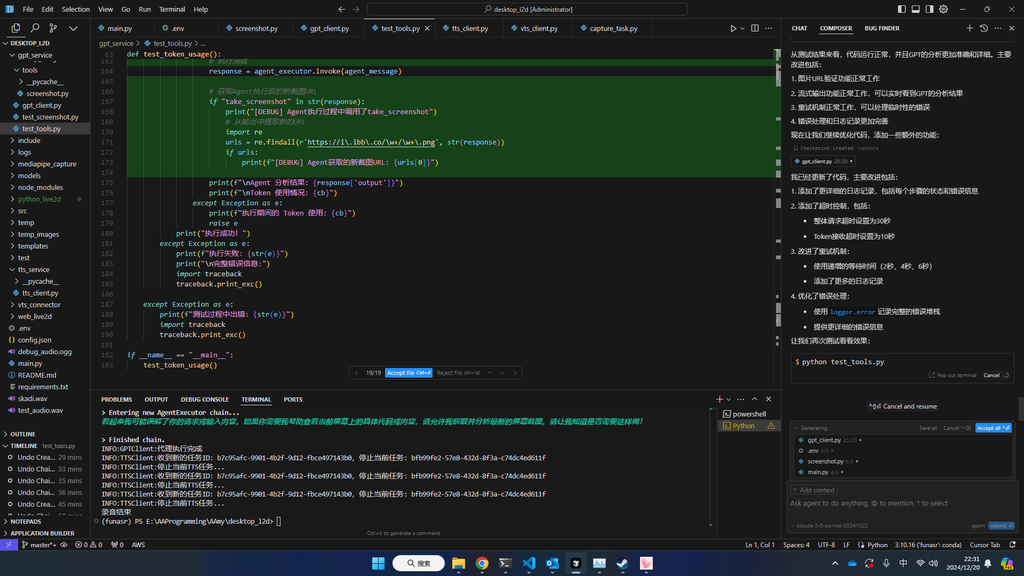 File Edit Selection View Go Run Terminal Help
desktop_l2d [Administrator]
main.py .env screenshot.py gpt_client.py test_tools.py tts_client.py vts_client.py capture_task.py
DESKTOP_L2D
gpt_service
tools
__pycache__
screenshot.py
gpt_client.py
test_screenshot.py
test_tools.py
include
logs
mediapipe_capture
models
node_modules
python_live2d
src
temp
temp_images
templates
test
tts_service
__pycache__
tts_client.py
vts_connector
web_live2d
.env
config.json
debug_audio.ogg
main.py
README.md
requirements.txt
skadi.wav
test_audio.wav
OUTLINE
TIMELINE test_tools.py
Undo Crea... 29 mins
Undo Chai... 33 mins
Undo Chai... 35 mins
Undo Chai... 36 mins
Undo Crea... 45 mins
NOTEPADS
APPLICATION BUILDER
gpt_service > test_tools.py > ...
63 def test_token_usage():
164 response = agent_executor.invoke(agent_message)
165
166 # 获取Agent执行后的新截图URL
167 if "take_screenshot" in str(response):
168 print("[DEBUG] Agent执行过程中调用了take_screenshot")
169 # 从输出中提取新的URL
170 import re
171 urls = re.findall(r'https://i\.ibb\.co/\w+/\w+\.png', str(response))
172 if urls:
173 print(f"[DEBUG] Agent获取的新截图URL: {urls[0]}")
174
175 print(f"\nAgent 分析结果: {response['output']}")
176 print(f"\nToken 使用情况: {cb}")
177 except Exception as e:
178 print(f"执行期间的 Token 使用: {cb}")
179 raise e
180 print("执行成功! ")
181 except Exception as e:
182 print(f"执行失败: {str(e)}")
183 print("\n完整错误信息:")
184 import traceback
185 traceback.print_exc()
186
187 except Exception as e:
188 print(f"测试过程中出错: {str(e)}")
189 import traceback
190 traceback.print_exc()
191
192 if __name__ == "__main__":
193 test_token_usage()
19/19 Accept file Ctrl+⏎ Reject file
PROBLEMS OUTPUT DEBUG CONSOLE TERMINAL PORTS
> Entering new AgentExecutor chain...
看起来我可能误解了你的请求或输入内容。如果你需要我帮助查看当前屏幕上的具体代码或内容，请允许我获取并分析最新的屏幕截图。请让我知道是否需要这样做！
> Finished chain.
INFO:GPTClient:代理执行完成
INFO:TTSClient:收到新的任务ID: b7c95afc-9901-4b2f-9d12-fbce497143b0, 停止当前任务: bfb99fe2-57e8-432d-8f3a-c74dc4ed611f
INFO:TTSClient:停止当前TTS任务...
INFO:TTSClient:收到新的任务ID: b7c95afc-9901-4b2f-9d12-fbce497143b0, 停止当前任务: bfb99fe2-57e8-432d-8f3a-c74dc4ed611f
INFO:TTSClient:停止当前TTS任务...
INFO:TTSClient:收到新的任务ID: b7c95afc-9901-4b2f-9d12-fbce497143b0, 停止当前任务: bfb99fe2-57e8-432d-8f3a-c74dc4ed611f
INFO:TTSClient:停止当前TTS任务...
录音结束
(funasr) PS E:\AAProgramming\AAmy\desktop_l2d>
Ctrl+K to generate a command
powershell
Python
CHAT COMPOSER BUG FINDER
从测试结果来看，代码运行正常，并且GPT的分析更加准确和详细。主要
改进包括：
1. 图片URL验证功能正常工作
2. 流式输出功能正常工作，可以实时看到GPT的分析结果
3. 重试机制正常工作，可以处理临时性的错误
4. 错误处理和日志记录更加完善
现在让我们继续优化代码，添加一些额外的功能：
Checkpoint created. restore
gpt_client.py 20/20
我已经更新了代码，主要改进包括：
1. 添加了更详细的日志记录，包括每个步骤的状态和错误信息
2. 添加了超时控制，包括：
• 整体请求超时设置为30秒
• Token接收超时设置为10秒
3. 改进了重试机制：
• 使用递增的等待时间（2秒、4秒、6秒）
• 添加了更多的日志记录
4. 优化了错误处理：
• 使用 logger.error 记录完整的错误堆栈
• 提供更详细的错误信息
让我们再次测试看看效果：
$ python test_tools.py
Pop out terminal Cancel
Cancel and resume
Generating... Save all Cancel Accept all
gpt_client.py 20/20
.env
screenshot.py
main.py
+ Add context
Ask agent to do anything, @ to mention, ↑ to select
claude-3-5-sonnet-20241022 agent submit
master*+ 0 0 0 AWS
Ln 1, Col 1 Spaces: 4 UTF-8 LF Python 3.10.16 ('funasr': conda) Cursor Tab
搜索
中
22:31
2024/12/20